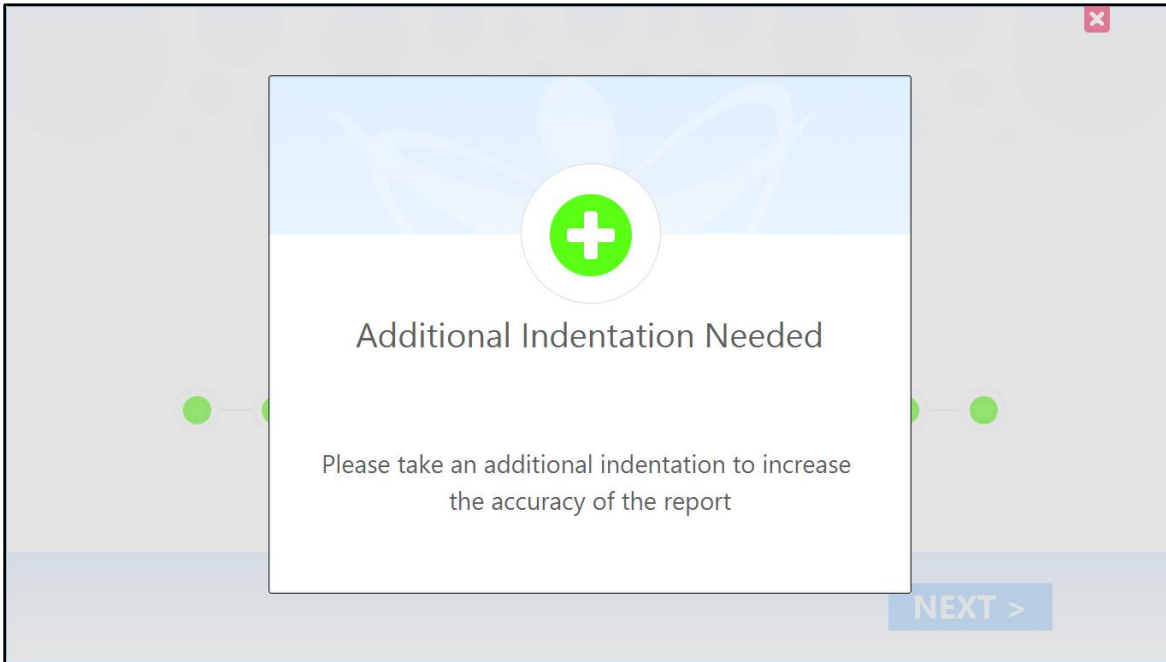 Additional Indentation Needed
Please take an additional indentation to increase
the accuracy of the report
NEXT >